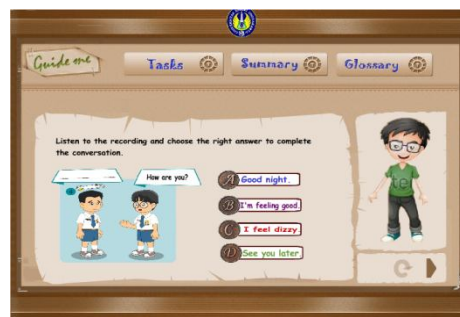 Guide one
Tasks
Summary
Glossary
Listen to the recording and choose the right answer to complete
the conversation.
How are you?
A Good night.
B I'm feeling good.
C I feel dizzy.
D See you later.